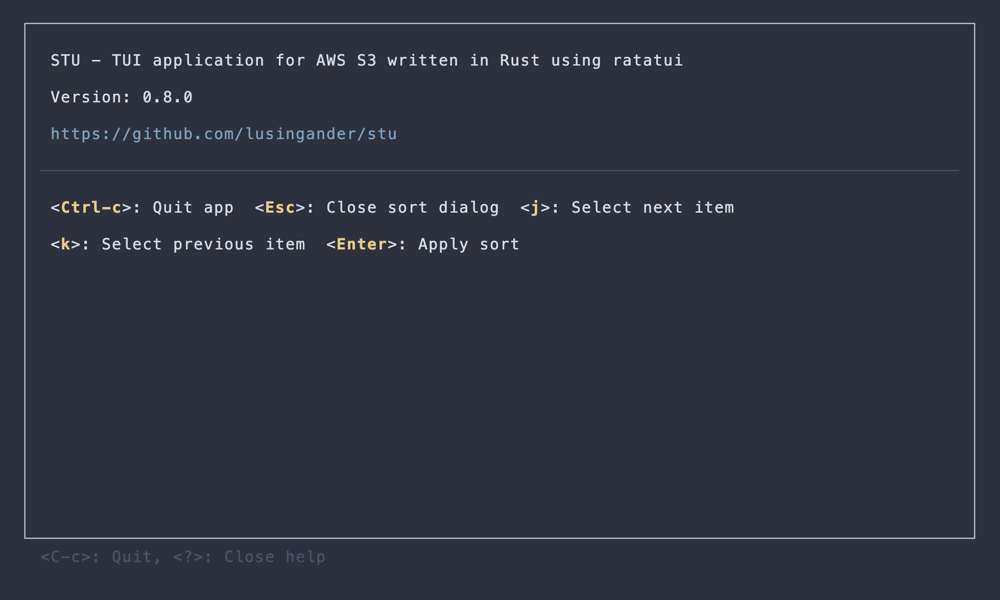 STU - TUI application for AWS S3 written in Rust using ratatui
Version: 0.8.0
https://github.com/lusingander/stu
<Ctrl-c>: Quit app  <Esc>: Close sort dialog  <j>: Select next item
<k>: Select previous item  <Enter>: Apply sort
<C-c>: Quit, <?>: Close help